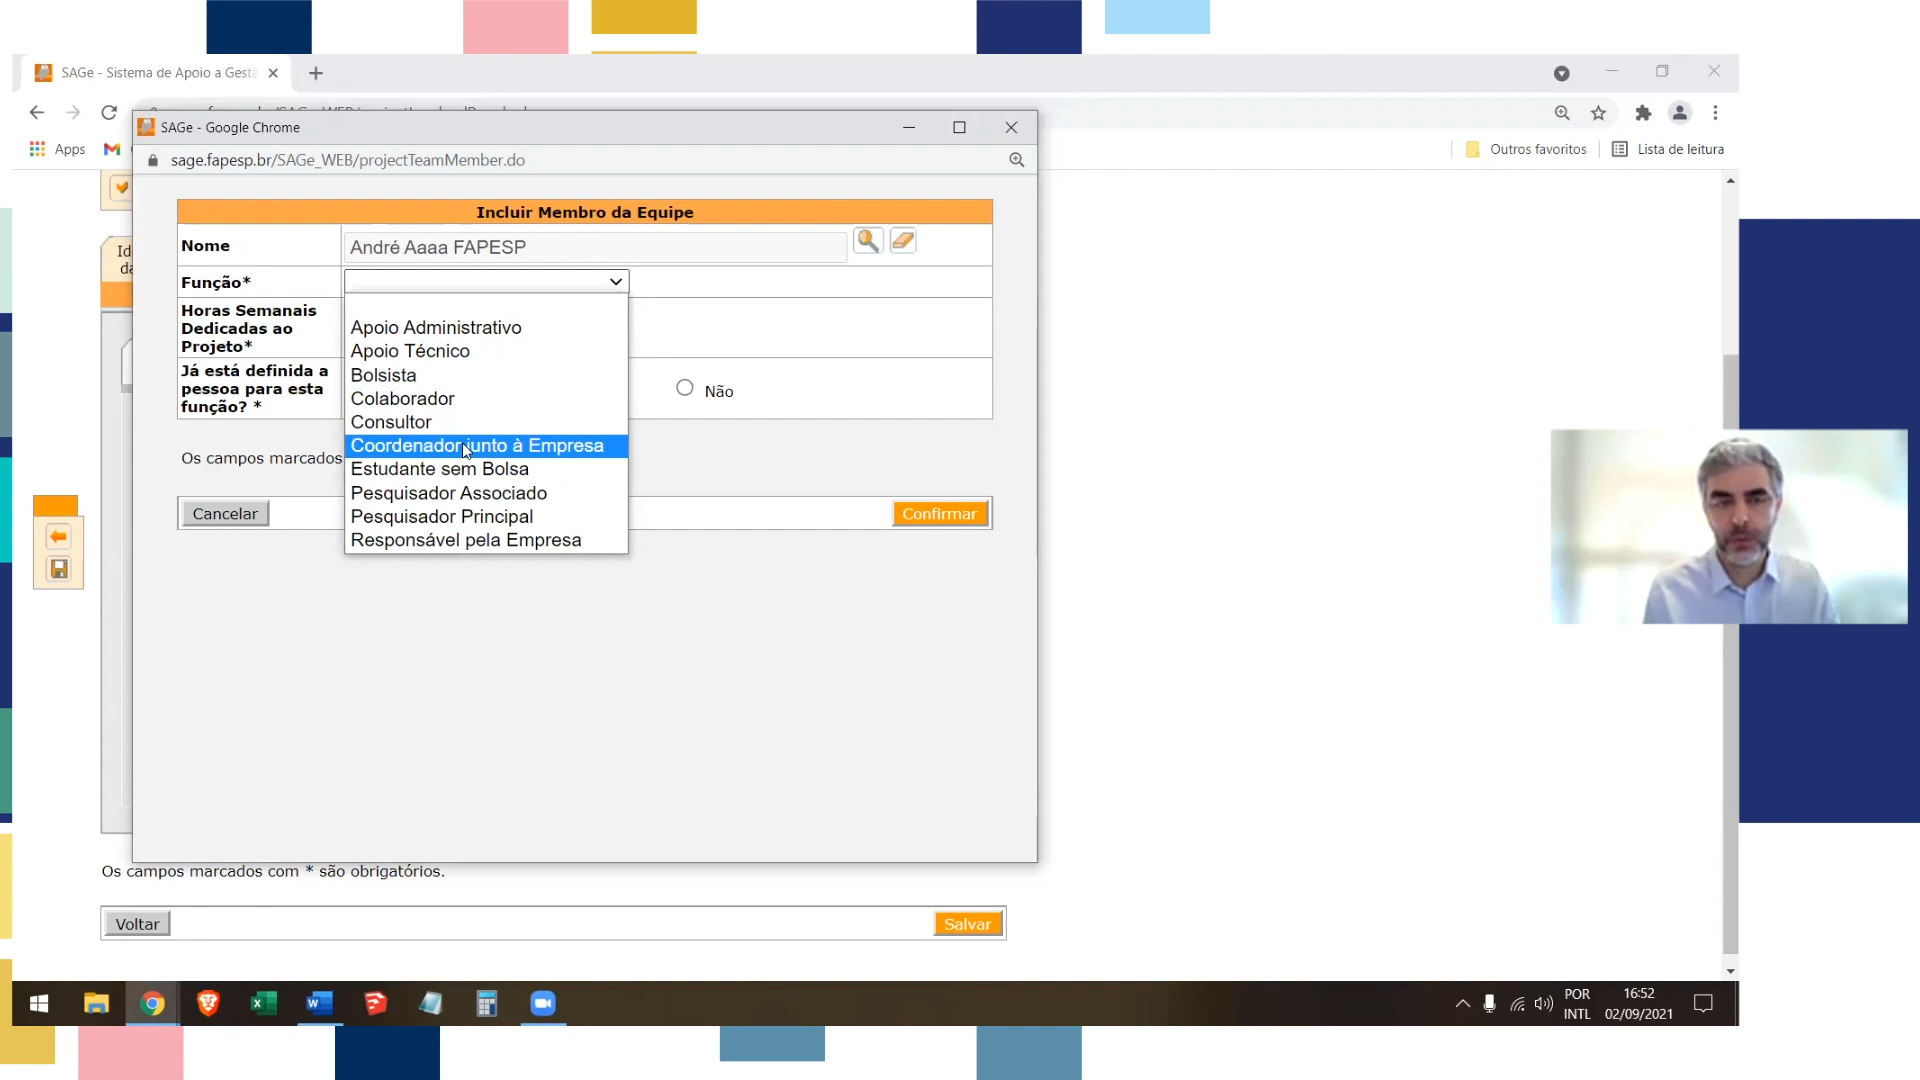 SAGe - Sistema de Apoio a Gestã
SAGe - Google Chrome
Apps
Outros favoritos
Lista de leitura
sage.fapesp.br/SAGe_WEB/projectTeamMember.do
Incluir Membro da Equipe
Nome
André Aaaa FAPESP
Função*
Horas Semanais
Dedicadas ao
Projeto*
Já está definida a
pessoa para esta
função? *
Não
Apoio Administrativo
Apoio Técnico
Bolsista
Colaborador
Consultor
Coordenador junto à Empresa
Estudante sem Bolsa
Pesquisador Associado
Pesquisador Principal
Responsável pela Empresa
Os campos marcados
Cancelar
Confirmar
Os campos marcados com * são obrigatórios.
Voltar
Salvar
POR
INTL
16:52
02/09/2021